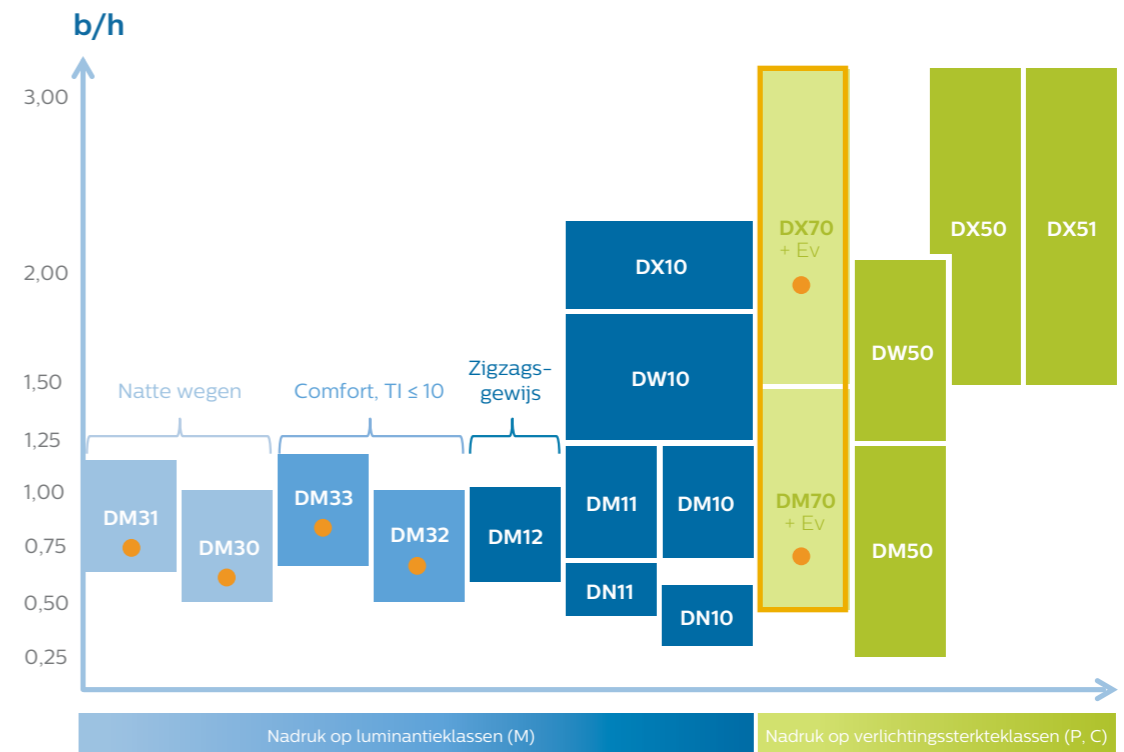 b/h
3,00
2,00
1,50
1,25
1,00
0,75
0,50
0,25
Natte wegen
Comfort, TI ≤ 10
Zigzags-
gewijs
DM31
DM30
DM33
DM32
DM12
DX10
DW10
DM11
DM10
DN11
DN10
DX70
+ Ev
DM70
+ Ev
DW50
DM50
DX50
DX51
Nadruk op luminantieklassen (M)
Nadruk op verlichtingssterkteklassen (P, C)